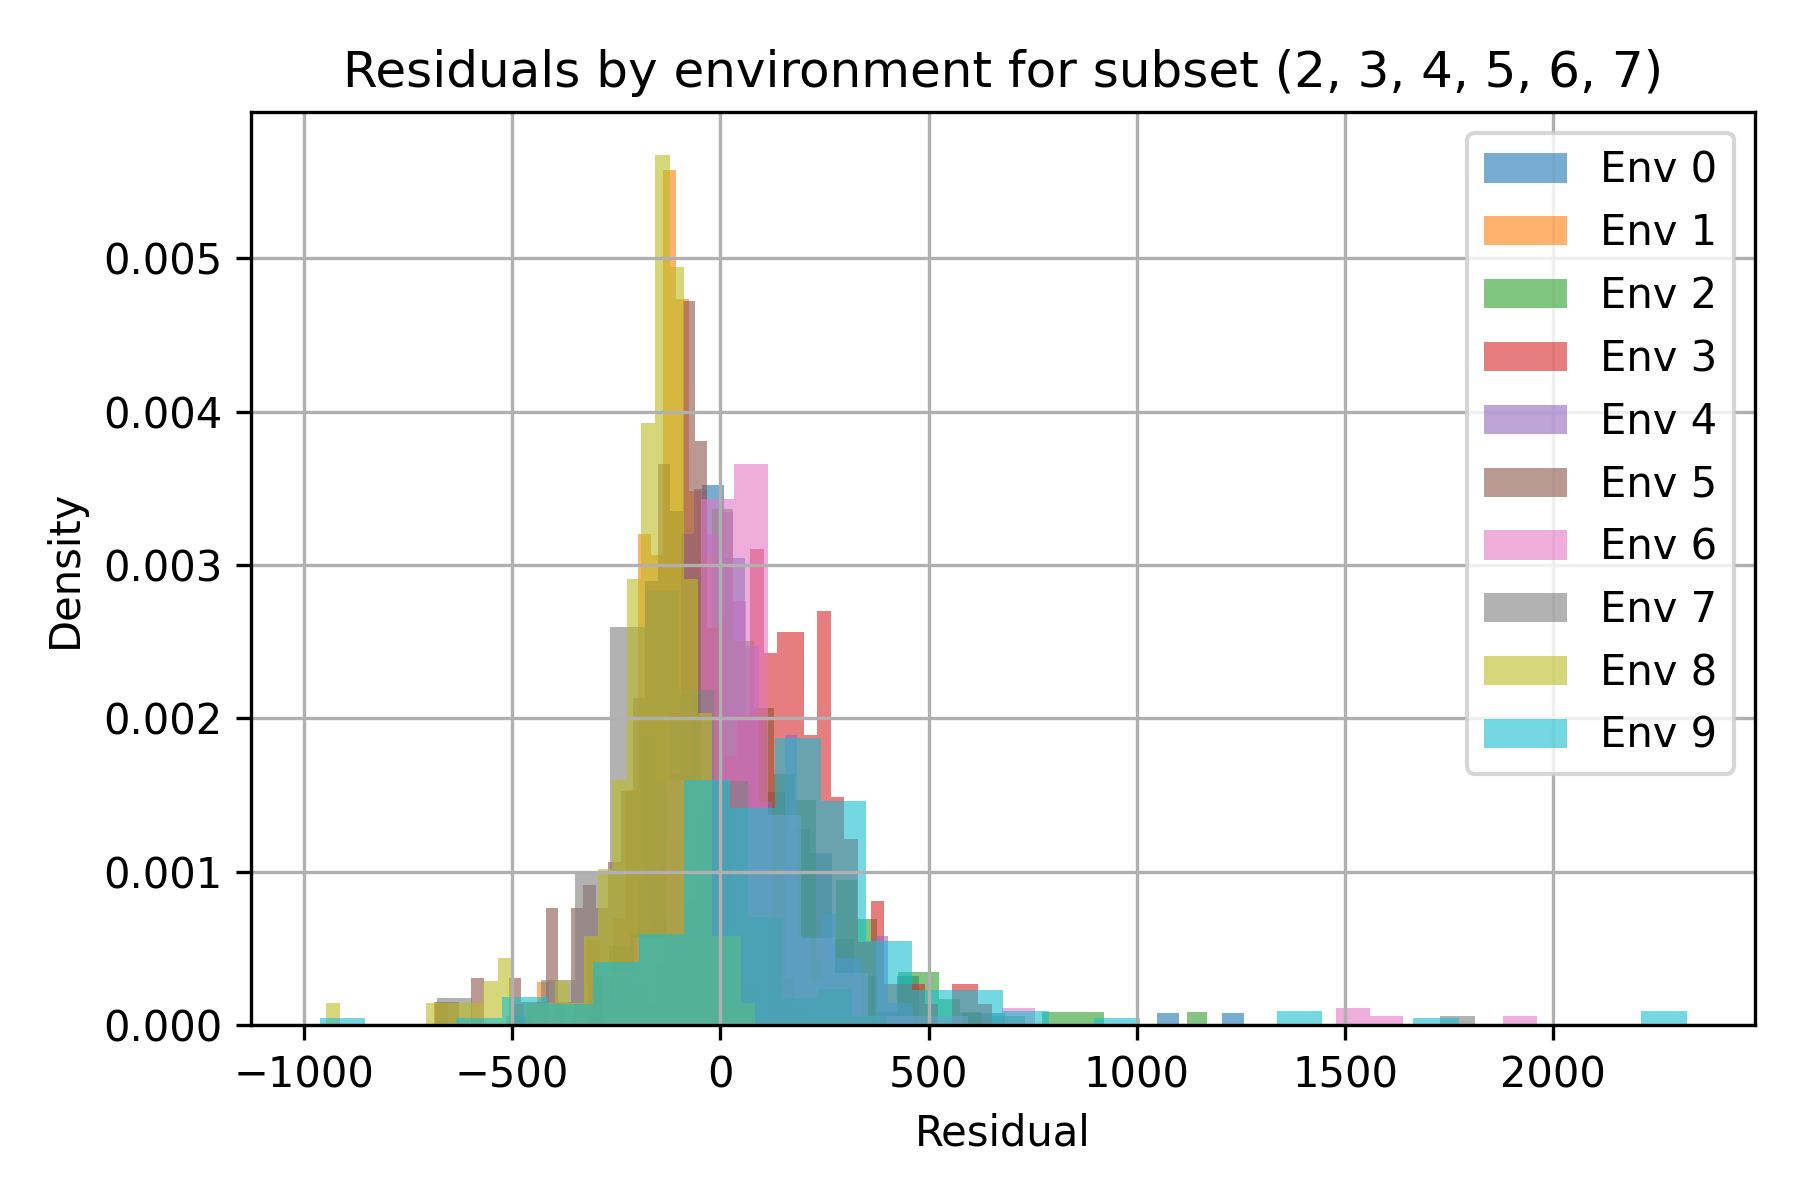 Residuals by environment for subset (2, 3, 4, 5, 6, 7)
Density
0.005
0.004
0.003
0.002
0.001
0.000
−1000
−500
0
500
1000
1500
2000
Residual
Env 0
Env 1
Env 2
Env 3
Env 4
Env 5
Env 6
Env 7
Env 8
Env 9